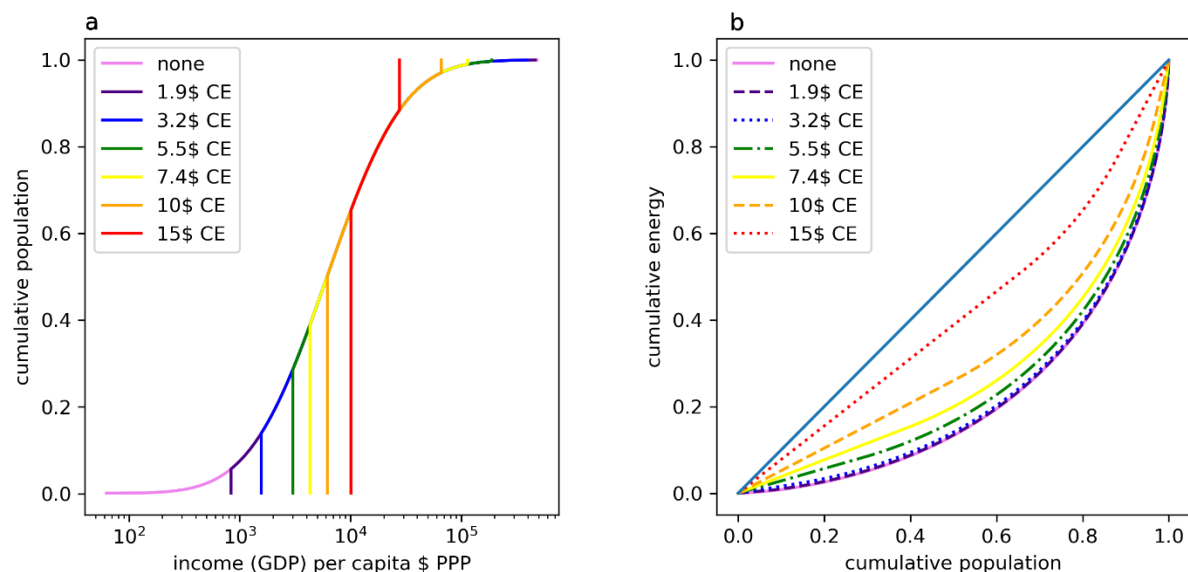 a
1.0
0.8
0.6
0.4
0.2
0.0
cumulative population
none
1.9$ CE
3.2$ CE
5.5$ CE
7.4$ CE
10$ CE
15$ CE
10² 10³ 10⁴ 10⁵
income (GDP) per capita $ PPP
b
1.0
0.8
0.6
0.4
0.2
0.0
cumulative energy
none
1.9$ CE
3.2$ CE
5.5$ CE
7.4$ CE
10$ CE
15$ CE
0.0 0.2 0.4 0.6 0.8 1.0
cumulative population